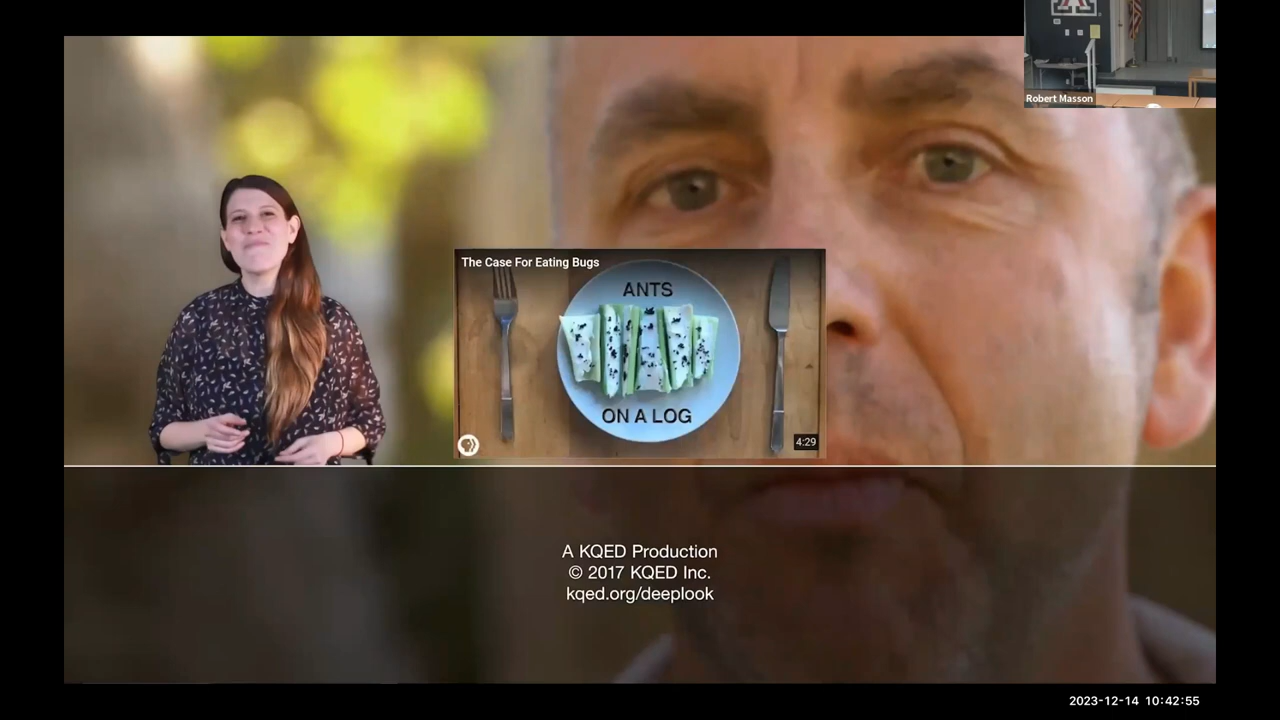 Robert Masson
The Case For Eating Bugs
ANTS
ON A LOG
4:29
A KQED Production
© 2017 KQED Inc.
kqed.org/deeplook
2023-12-14 10:42:55